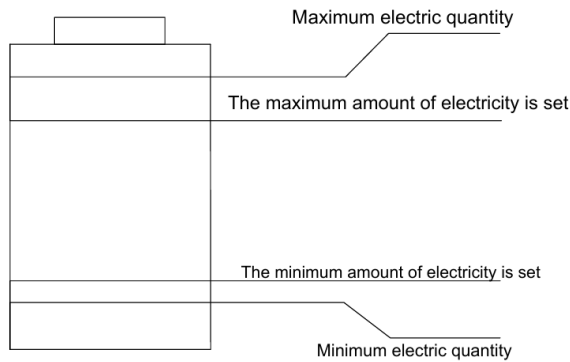 Maximum electric quantity
The maximum amount of electricity is set
The minimum amount of electricity is set
Minimum electric quantity